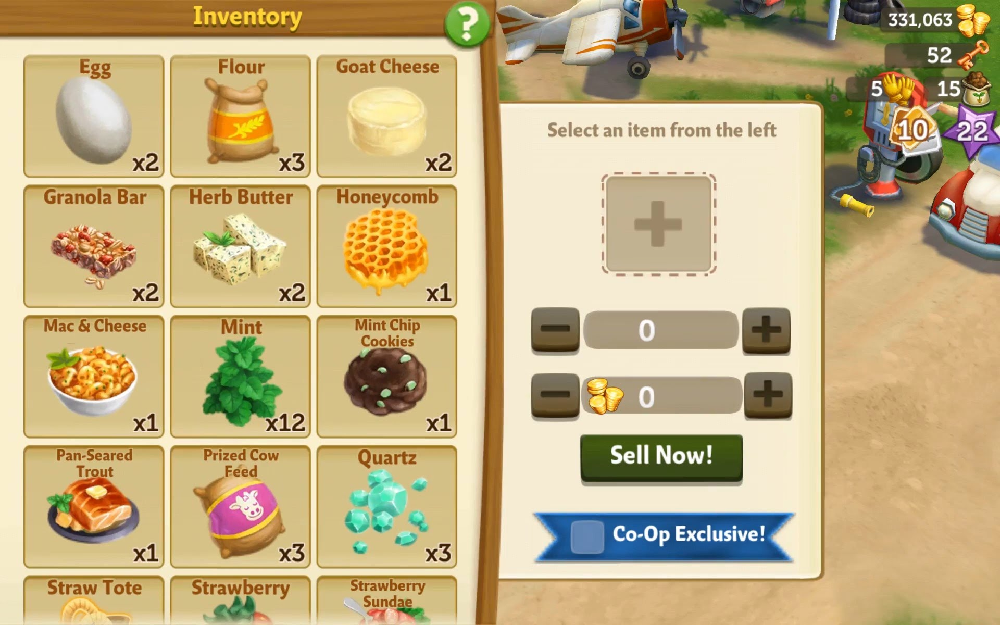 Inventory
?
331,063
52
5
15
10
22
Egg
x2
Flour
x3
Goat Cheese
x2
Granola Bar
x2
Herb Butter
x2
Honeycomb
x1
Mac & Cheese
x1
Mint
x12
Mint Chip
Cookies
x1
Pan-Seared
Trout
x1
Prized Cow
Feed
x3
Quartz
x3
Straw Tote
Strawberry
Strawberry
Sundae
Select an item from the left
0
0
Sell Now!
Co-Op Exclusive!